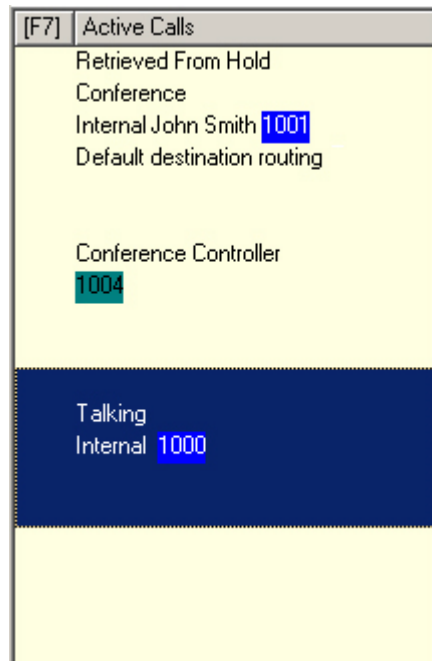 [F7] Active Calls
Retrieved From Hold
Conference
Internal John Smith 1001
Default destination routing
Conference Controller
1004
Talking
Internal 1000